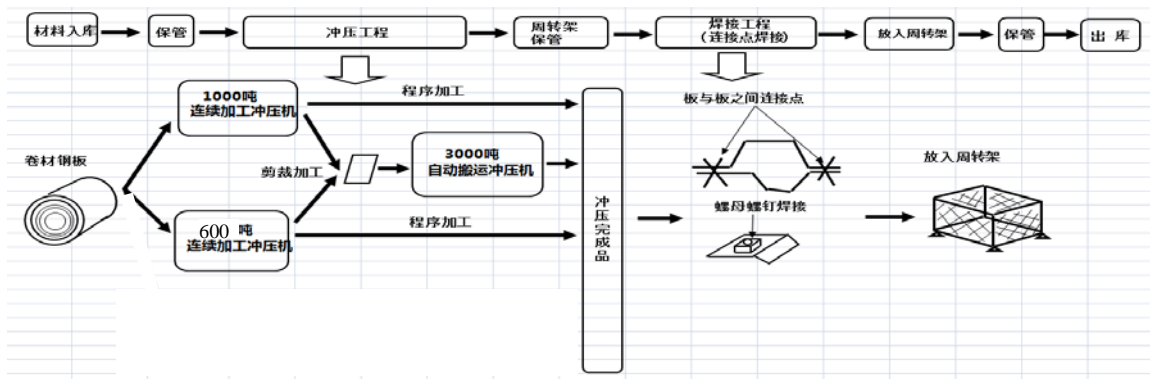 材料入库
保管
冲压工程
周转架
保管
焊接工程
(连接点焊接)
放入周转架
保管
出 库
1000吨
连续加工冲压机
程序加工
板与板之间连接点
卷材钢板
剪裁加工
3000吨
自动搬运冲压机
放入周转架
冲压完成品
螺母螺钉焊接
600 吨
连续加工冲压机
程序加工